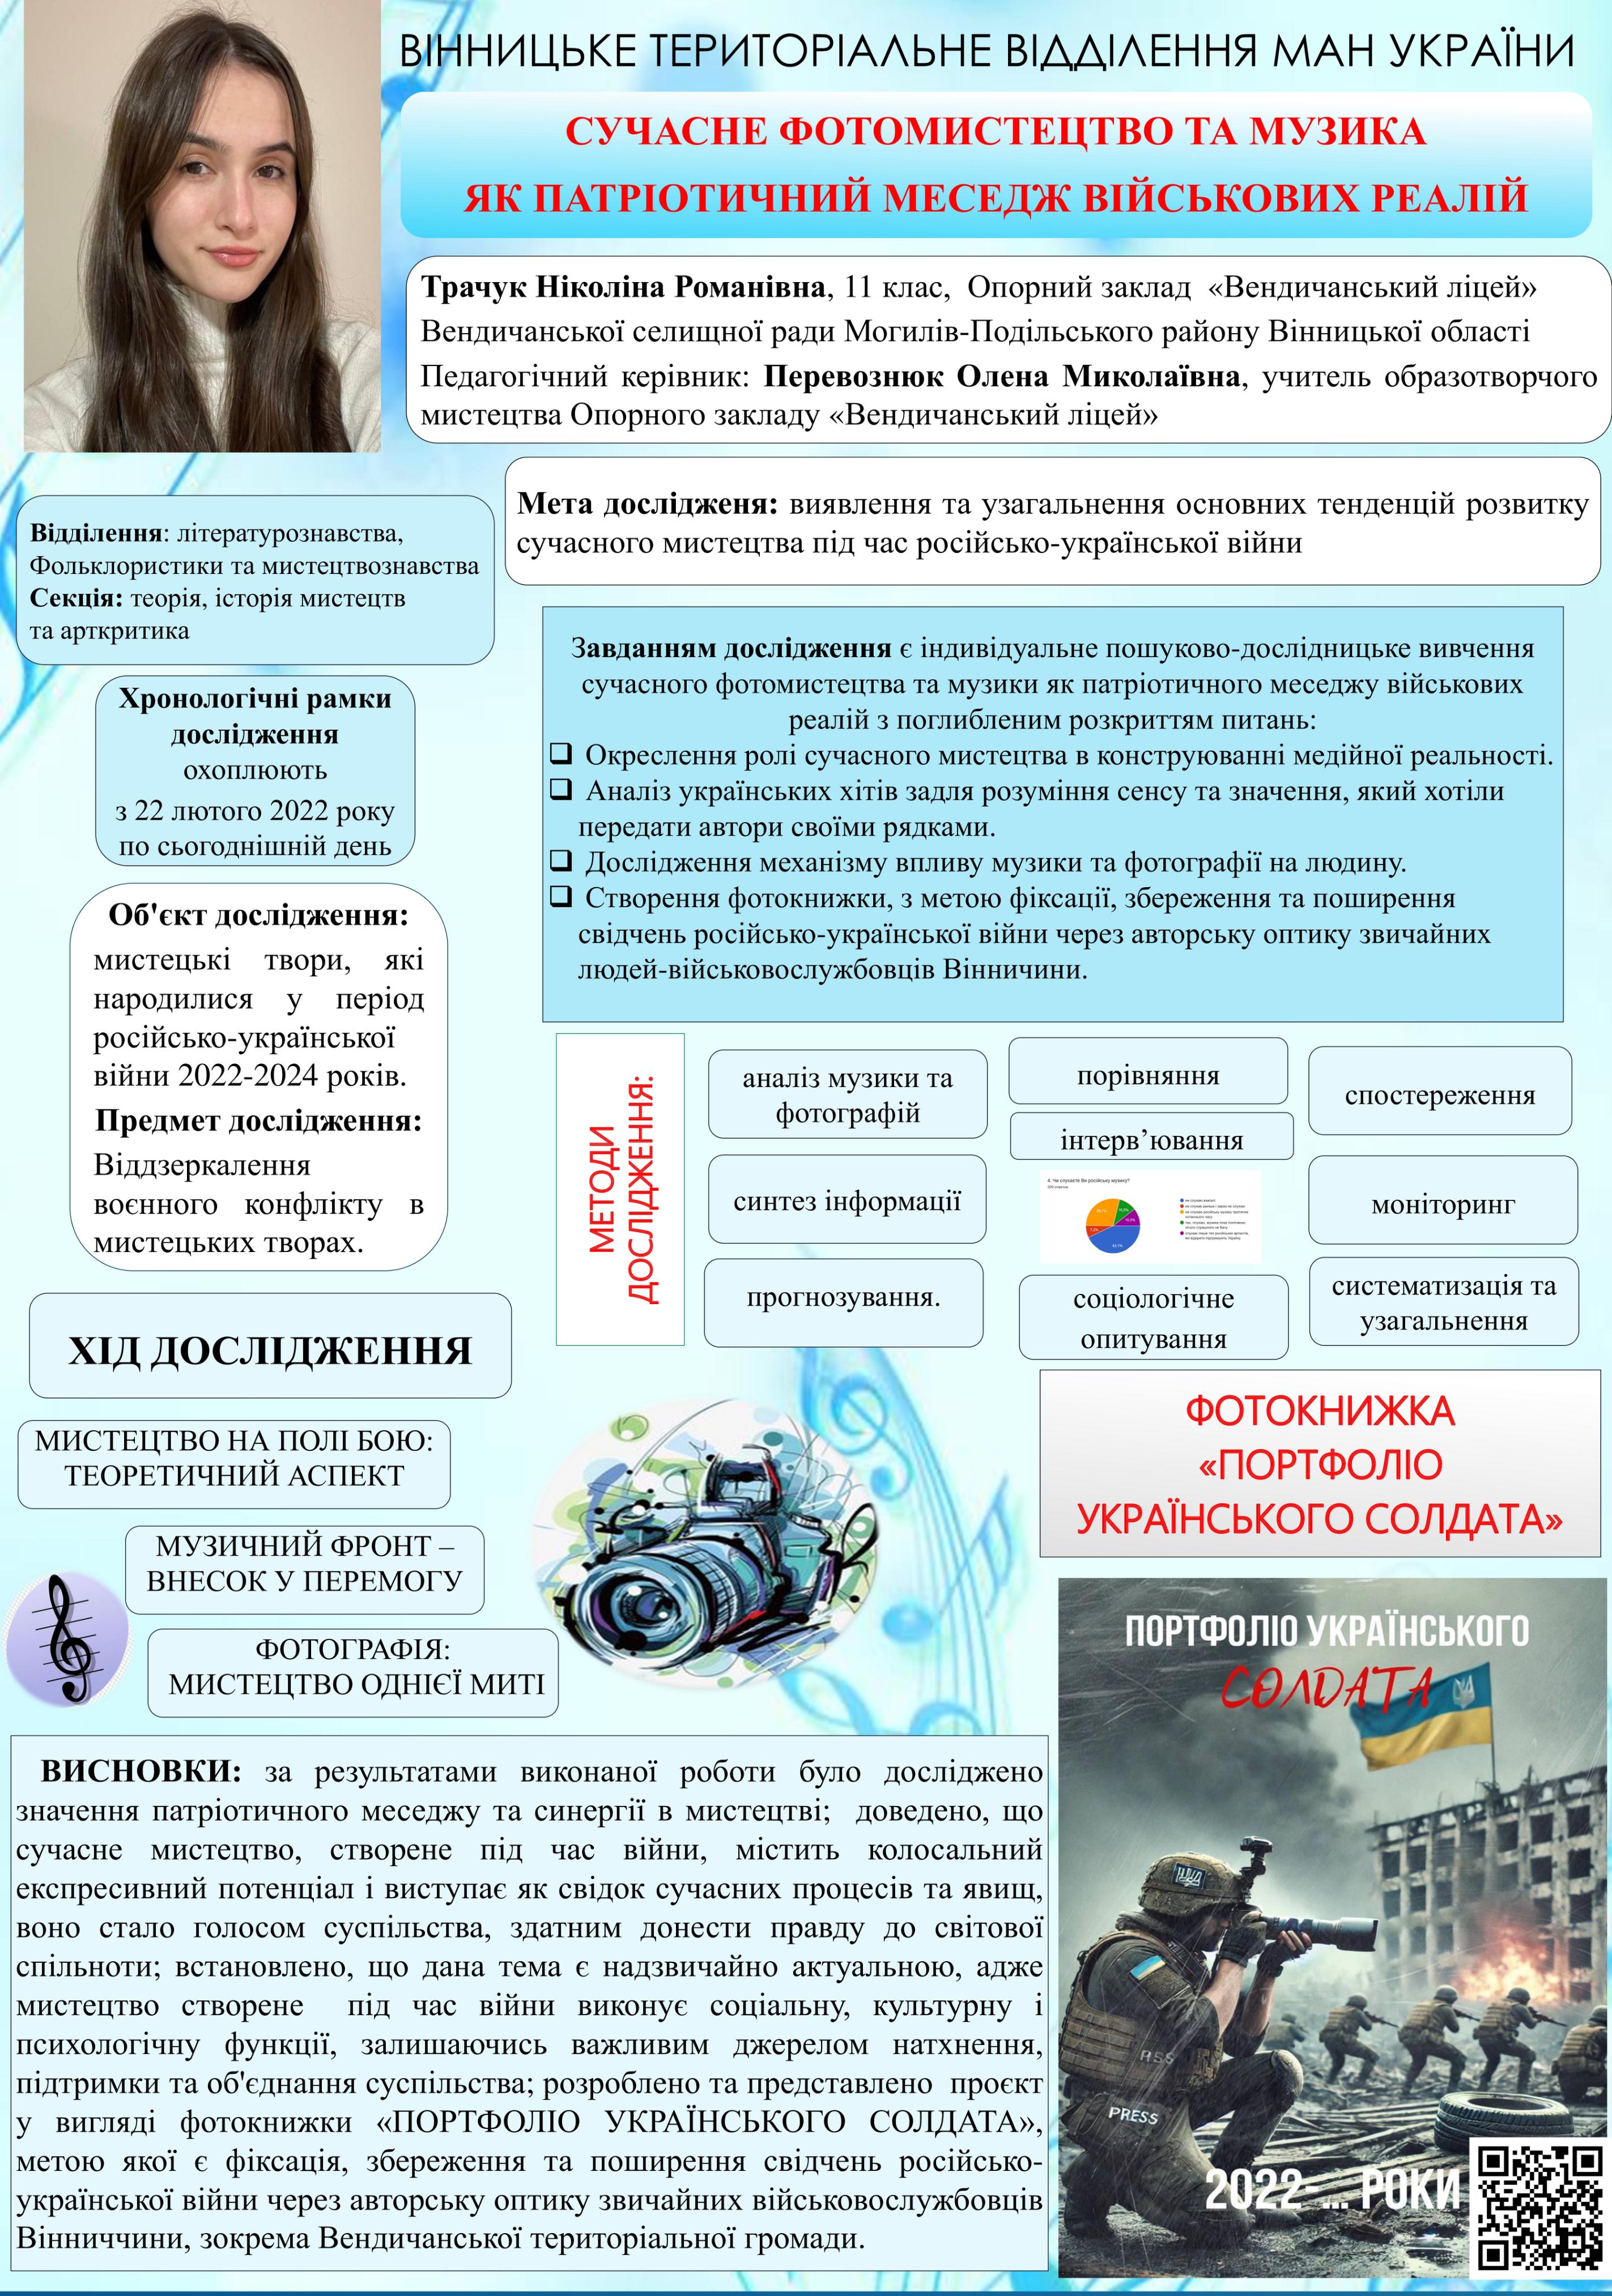 ВІННИЦЬКЕ ТЕРИТОРІАЛЬНЕ ВІДДІЛЕННЯ МАН УКРАЇНИ
СУЧАСНЕ ФОТОМИСТЕЦТВО ТА МУЗИКА
ЯК ПАТРІОТИЧНИЙ МЕСЕДЖ ВІЙСЬКОВИХ РЕАЛІЙ
Трачук Ніколіна Романівна, 11 клас, Опорний заклад «Вендичанський ліцей»
Вендичанської селищної ради Могилів-Подільського району Вінницької області
Педагогічний керівник: Перевознюк Олена Миколаївна, учитель образотворчого
мистецтва Опорного закладу «Вендичанський ліцей»
Мета дослідженя: виявлення та узагальнення основних тенденцій розвитку
сучасного мистецтва під час російсько-української війни
Відділення: літературознавства,
Фольклористики та мистецтвознавства
Секція: теорія, історія мистецтв
та арткритика
Хронологічні рамки
дослідження
охоплюють
з 22 лютого 2022 року
по сьогоднішній день
Об'єкт дослідження:
мистецькі твори, які
народилися у період
російсько-української
війни 2022-2024 років.
Предмет дослідження:
Віддзеркалення
воєнного конфлікту в
мистецьких творах.
Завданням дослідження є індивідуальне пошуково-дослідницьке вивчення
сучасного фотомистецтва та музики як патріотичного меседжу військових
реалій з поглибленим розкриттям питань:
❑ Окреслення ролі сучасного мистецтва в конструюванні медійної реальності.
❑ Аналіз українських хітів задля розуміння сенсу та значення, який хотіли
передати автори своїми рядками.
❑ Дослідження механізму впливу музики та фотографії на людину.
❑ Створення фотокнижки, з метою фіксації, збереження та поширення
свідчень російсько-української війни через авторську оптику звичайних
людей-військовослужбовців Вінничини.
МЕТОДИ
ДОСЛІДЖЕННЯ:
аналіз музики та
фотографій
порівняння
спостереження
інтерв’ювання
синтез інформації
4. Чи слухаєте Ви російську музику?
моніторинг
прогнозування.
соціологічне
опитування
систематизація та
узагальнення
ХІД ДОСЛІДЖЕННЯ
МИСТЕЦТВО НА ПОЛІ БОЮ:
ТЕОРЕТИЧНИЙ АСПЕКТ
МУЗИЧНИЙ ФРОНТ –
ВНЕСОК У ПЕРЕМОГУ
ФОТОГРАФІЯ:
МИСТЕЦТВО ОДНІЄЇ МИТІ
ФОТОКНИЖКА
«ПОРТФОЛІО
УКРАЇНСЬКОГО СОЛДАТА»
ПОРТФОЛІО УКРАЇНСЬКОГО
СОЛДАТА
PRESS
2022-... РОКИ
ВИСНОВКИ: за результатами виконаної роботи було досліджено
значення патріотичного меседжу та синергії в мистецтві; доведено, що
сучасне мистецтво, створене під час війни, містить колосальний
експресивний потенціал і виступає як свідок сучасних процесів та явищ,
воно стало голосом суспільства, здатним донести правду до світової
спільноти; встановлено, що дана тема є надзвичайно актуальною, адже
мистецтво створене під час війни виконує соціальну, культурну і
психологічну функції, залишаючись важливим джерелом натхнення,
підтримки та об'єднання суспільства; розроблено та представлено проєкт
у вигляді фотокнижки «ПОРТФОЛІО УКРАЇНСЬКОГО СОЛДАТА»,
метою якої є фіксація, збереження та поширення свідчень російсько-
української війни через авторську оптику звичайних військовослужбовців
Вінниччини, зокрема Вендичанської територіальної громади.